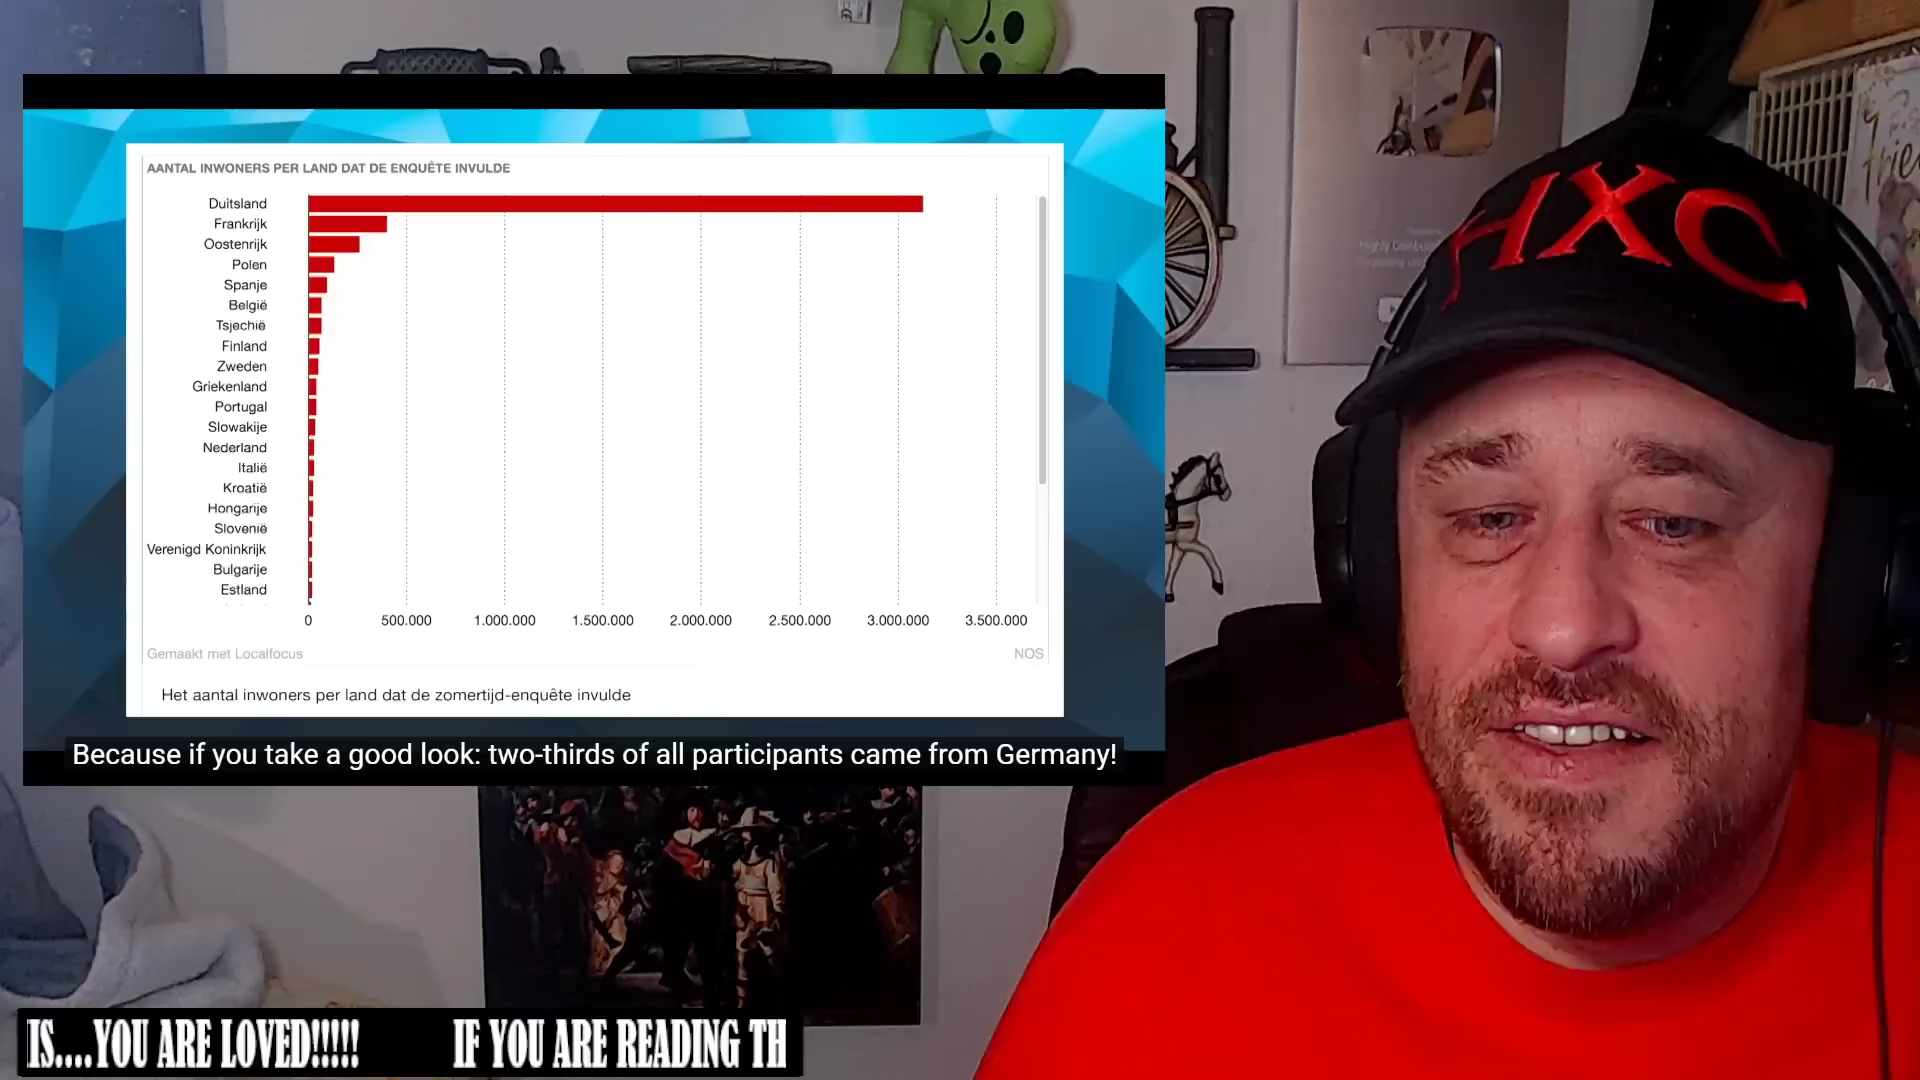 AANTAL INWONERS PER LAND DAT DE ENQUÊTE INVULDE
Duitsland
Frankrijk
Oostenrijk
Polen
Spanje
België
Tsjechië
Finland
Zweden
Griekenland
Portugal
Slowakije
Nederland
Italië
Kroatië
Hongarije
Slovenië
Verenigd Koninkrijk
Bulgarije
Estland
0 500.000 1.000.000 1.500.000 2.000.000 2.500.000 3.000.000 3.500.000
Gemaakt met Localfocus NOS
Het aantal inwoners per land dat de zomertijd-enquête invulde
Because if you take a good look: two-thirds of all participants came from Germany!
HXC
IS....YOU ARE LOVED!!!!! IF YOU ARE READING TH